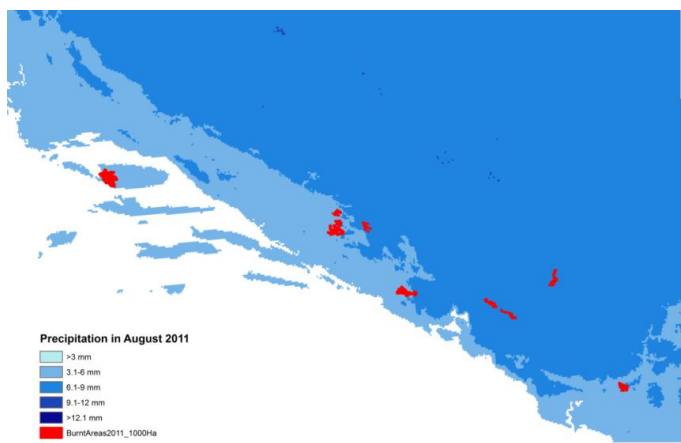 Precipitation in August 2011
>3 mm
3.1-6 mm
6.1-9 mm
9.1-12 mm
>12.1 mm
BurntAreas2011_1000Ha